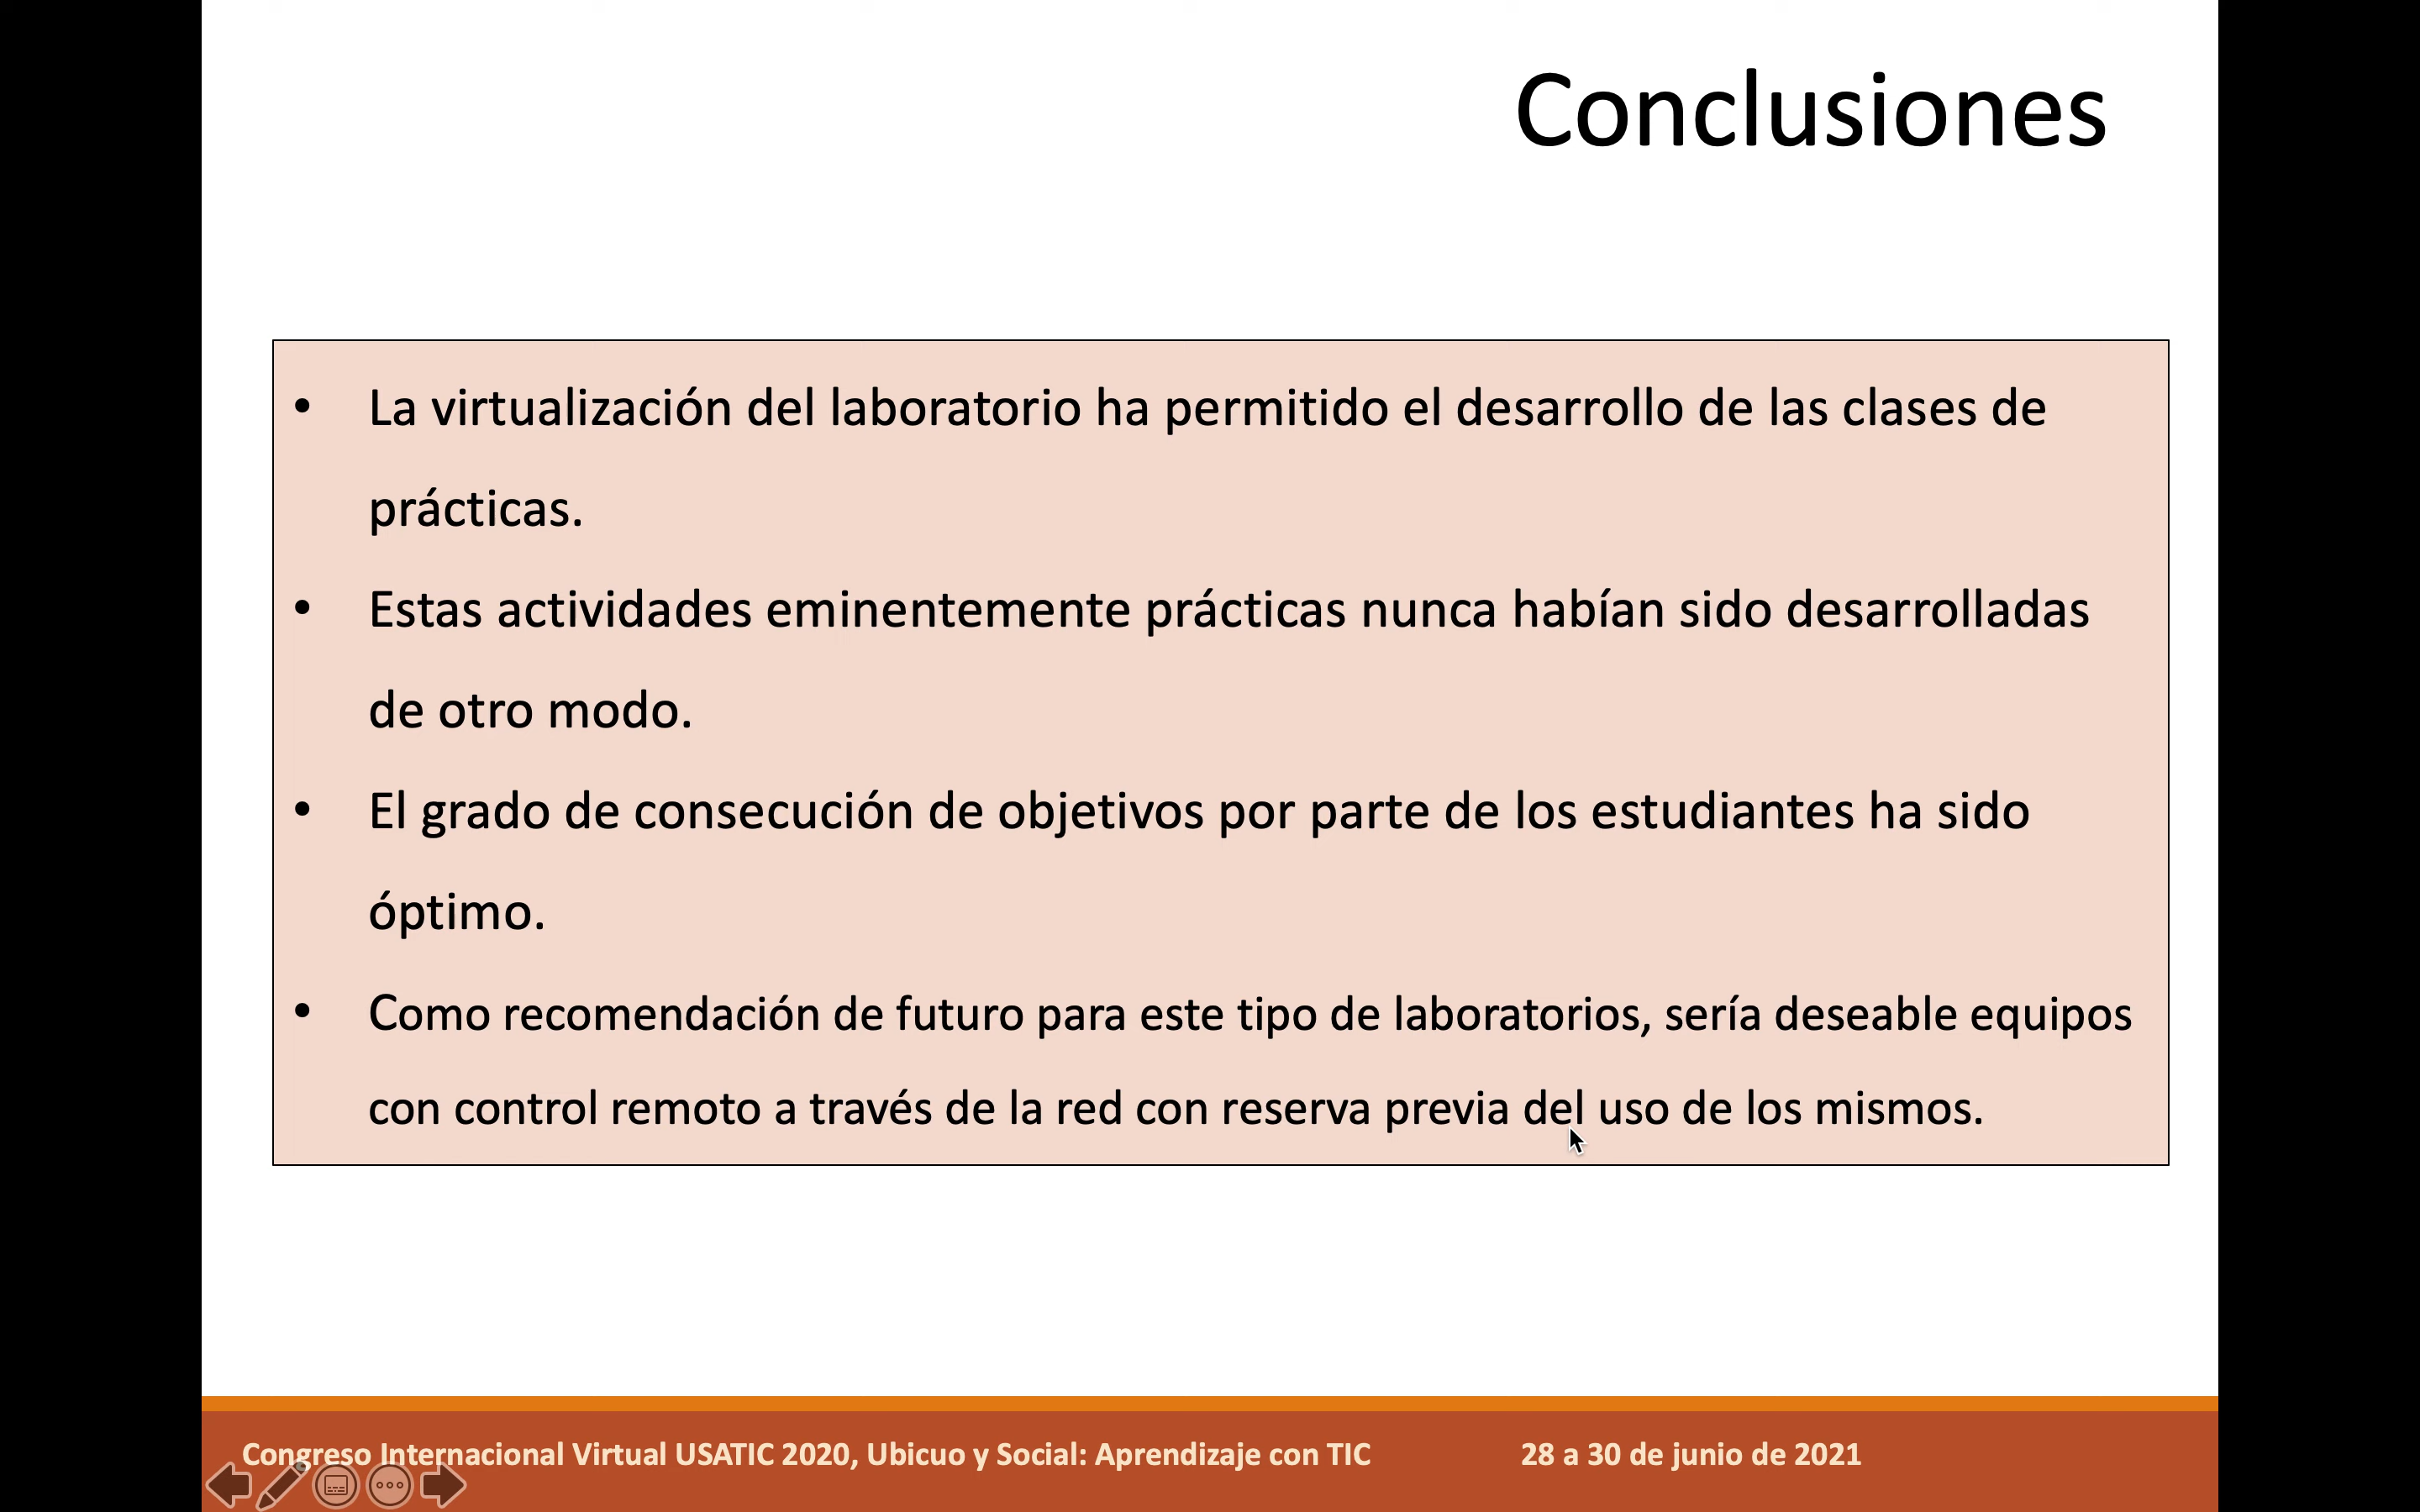 Conclusiones
• La virtualización del laboratorio ha permitido el desarrollo de las clases de
prácticas.
• Estas actividades eminentemente prácticas nunca habían sido desarrolladas
de otro modo.
• El grado de consecución de objetivos por parte de los estudiantes ha sido
óptimo.
• Como recomendación de futuro para este tipo de laboratorios, sería deseable equipos
con control remoto a través de la red con reserva previa del uso de los mismos.
Congreso Internacional Virtual USATIC 2020, Ubicuo y Social: Aprendizaje con TIC 28 a 30 de junio de 2021